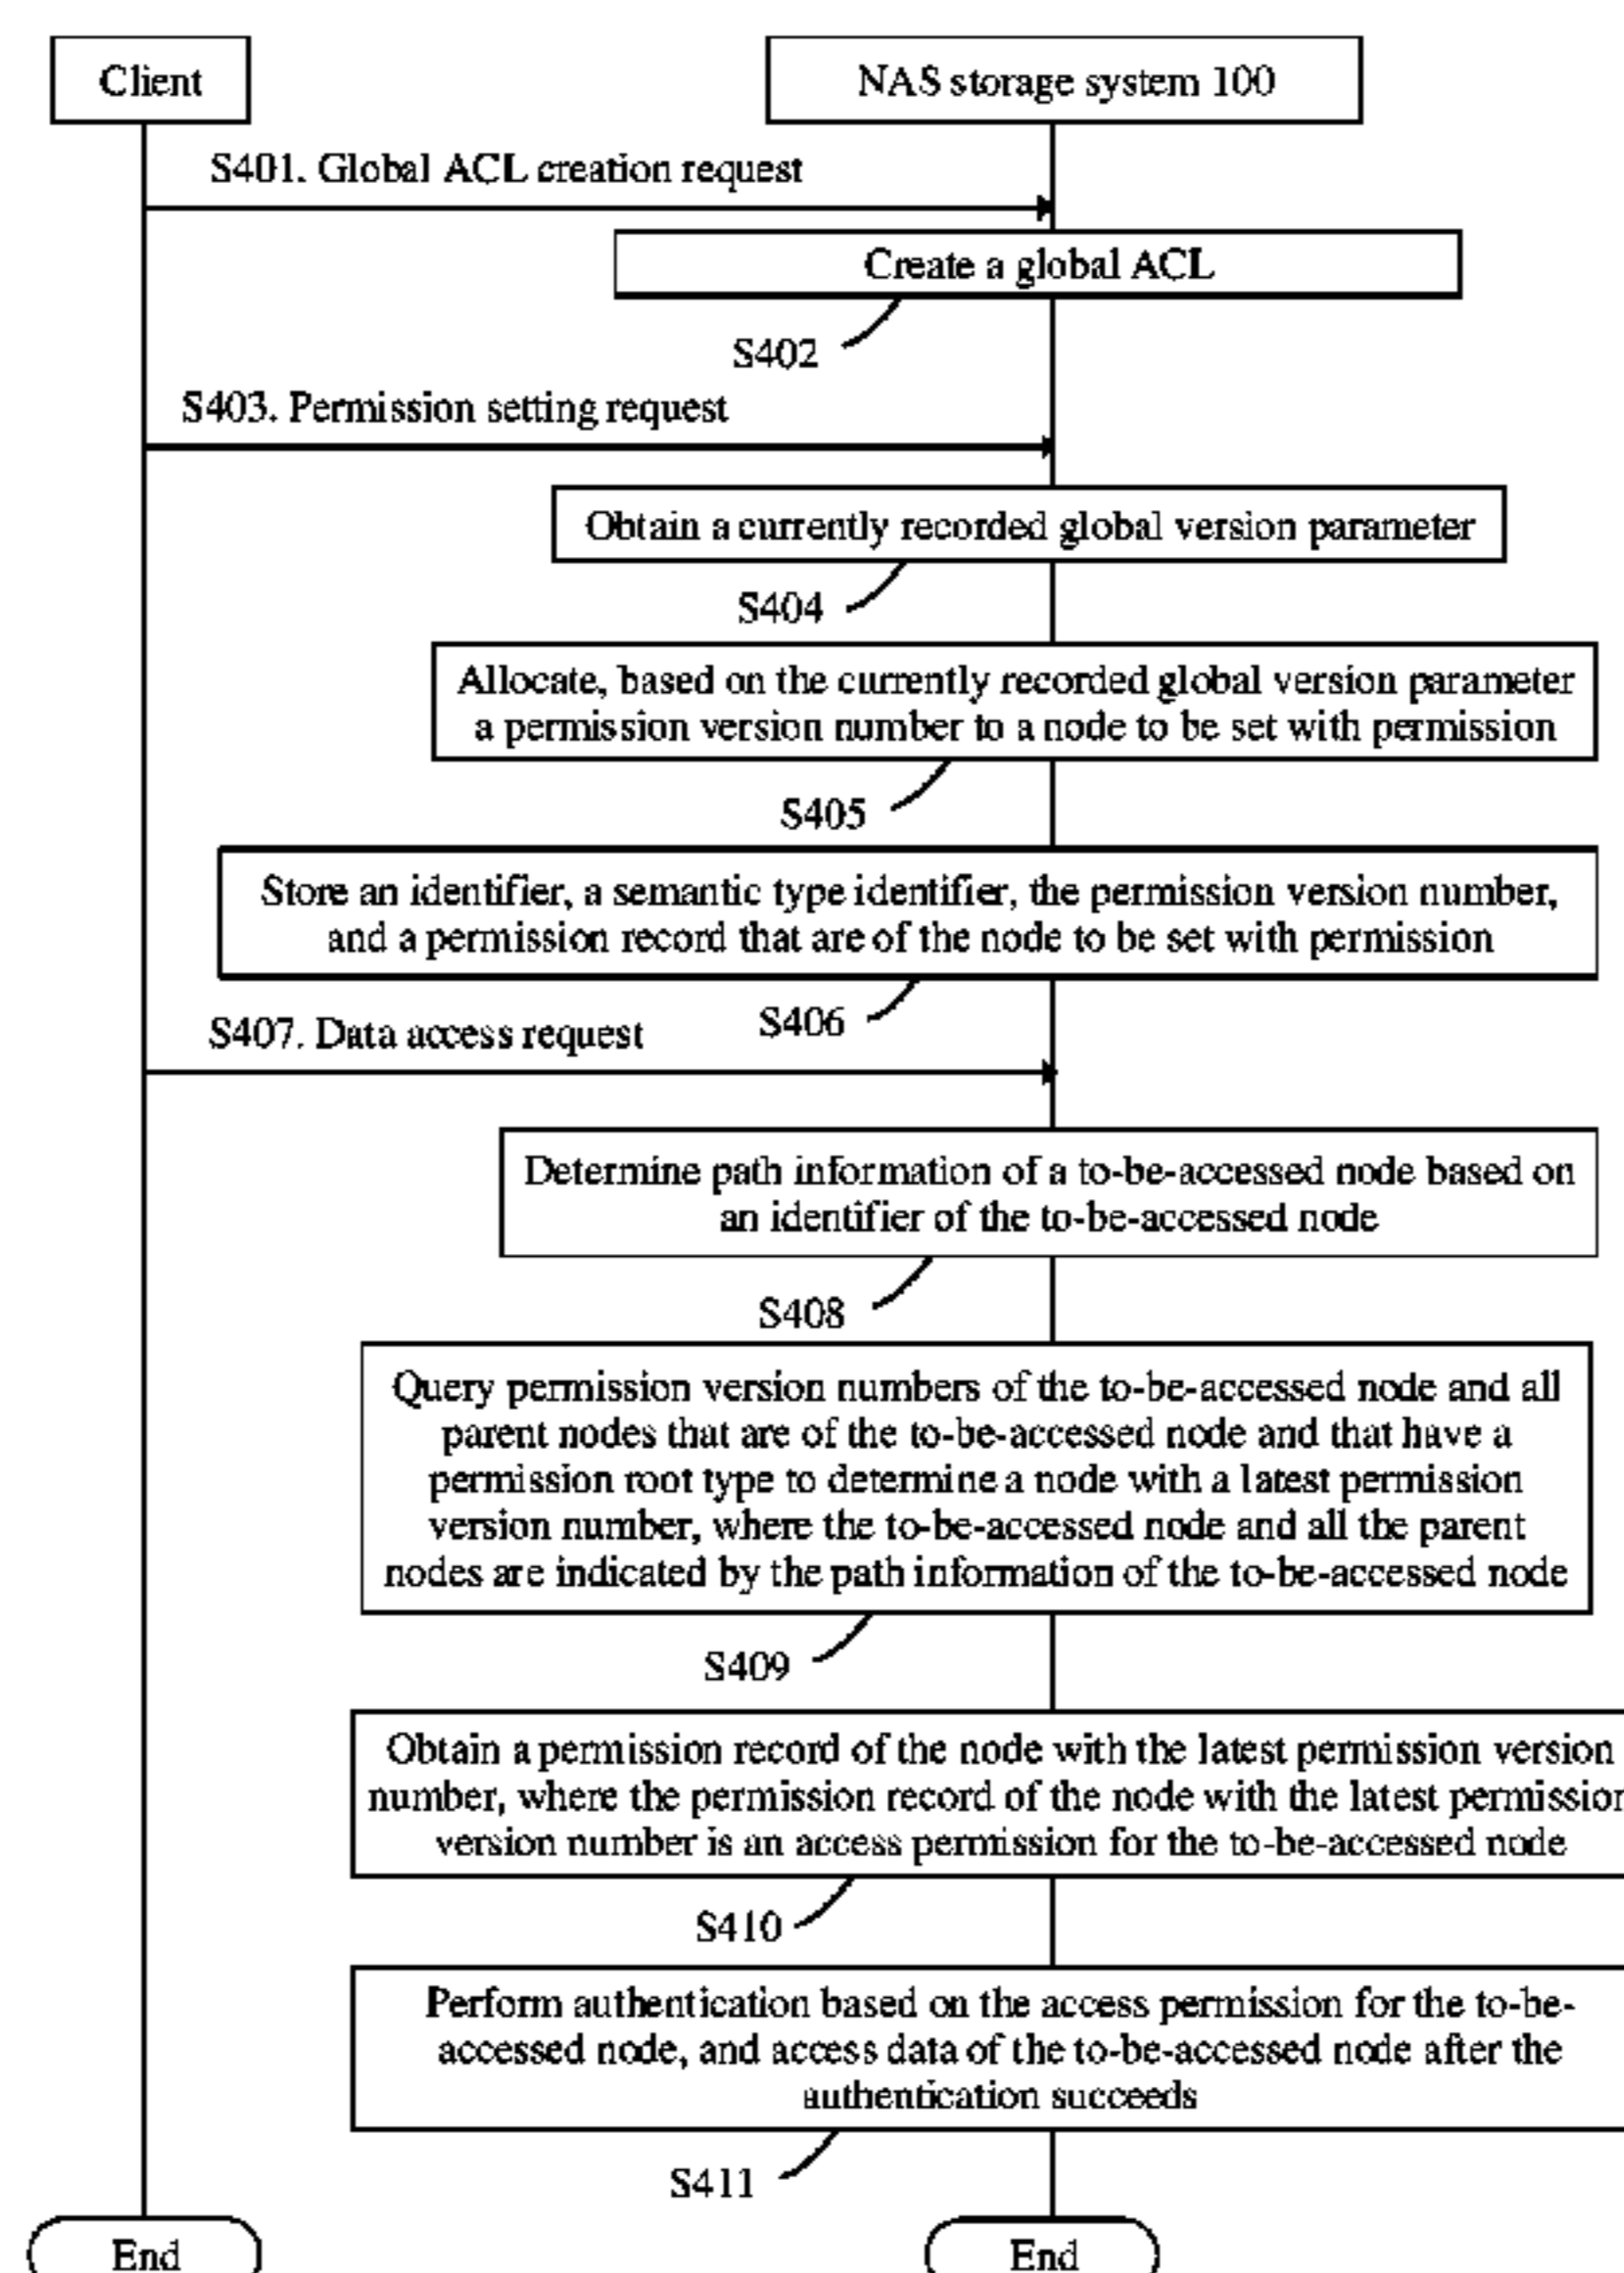 Client
NAS storage system 100
S401. Global ACL creation request
Create a global ACL
S402
S403. Permission setting request
Obtain a currently recorded global version parameter
S404
Allocate, based on the currently recorded global version parameter
a permission version number to a node to be set with permission
S405
Store an identifier, a semantic type identifier, the permission version number,
and a permission record that are of the node to be set with permission
S406
S407. Data access request
Determine path information of a to-be-accessed node based on
an identifier of the to-be-accessed node
S408
Query permission version numbers of the to-be-accessed node and all
parent nodes that are of the to-be-accessed node and that have a
permission root type to determine a node with a latest permission
version number, where the to-be-accessed node and all the parent
nodes are indicated by the path information of the to-be-accessed node
S409
Obtain a permission record of the node with the latest permission version
number, where the permission record of the node with the latest permission
version number is an access permission for the to-be-accessed node
S410
Perform authentication based on the access permission for the to-be-
accessed node, and access data of the to-be-accessed node after the
authentication succeeds
S411
End
End